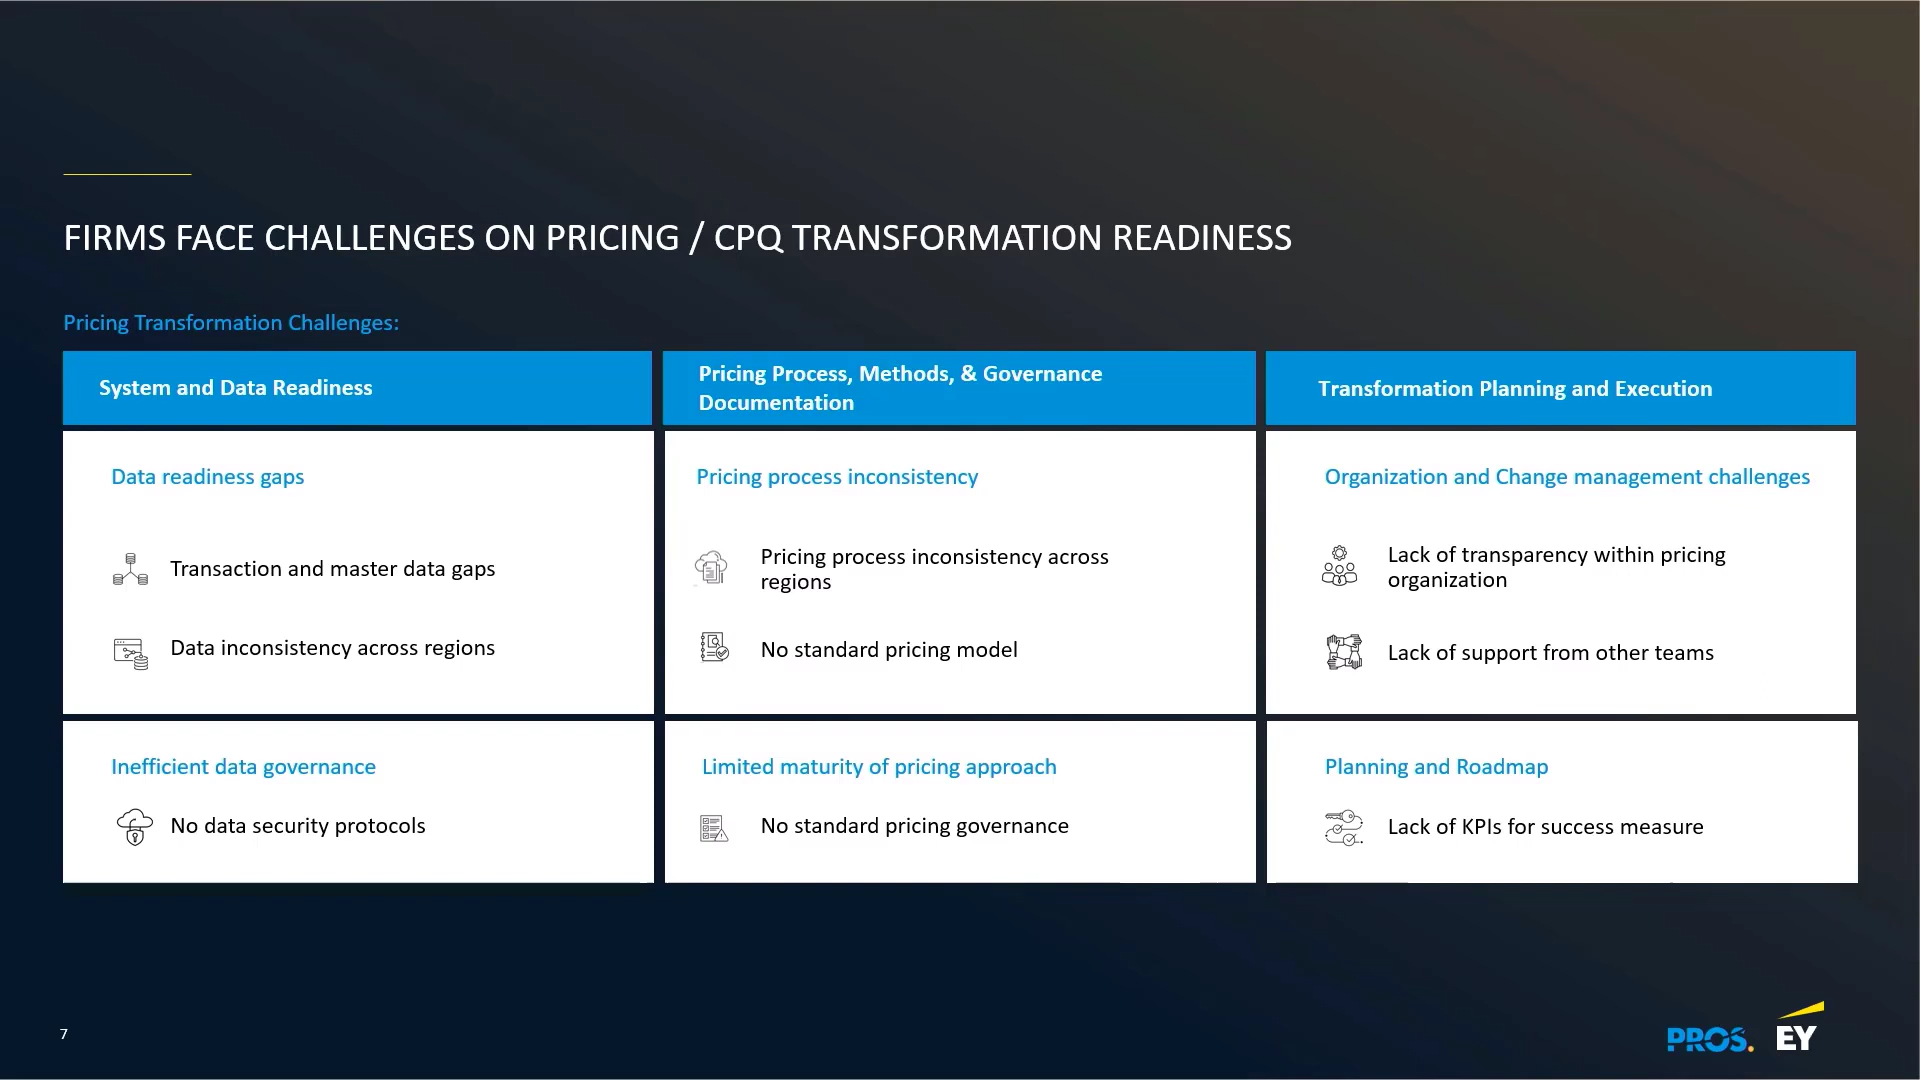 FIRMS FACE CHALLENGES ON PRICING / CPQ TRANSFORMATION READINESS
Pricing Transformation Challenges:
System and Data Readiness
Data readiness gaps
Transaction and master data gaps
Data inconsistency across regions
Inefficient data governance
No data security protocols
Pricing Process, Methods, & Governance
Documentation
Pricing process inconsistency
Pricing process inconsistency across
regions
No standard pricing model
Limited maturity of pricing approach
No standard pricing governance
Transformation Planning and Execution
Organization and Change management challenges
Lack of transparency within pricing
organization
Lack of support from other teams
Planning and Roadmap
Lack of KPIs for success measure
7
PROS.
EY